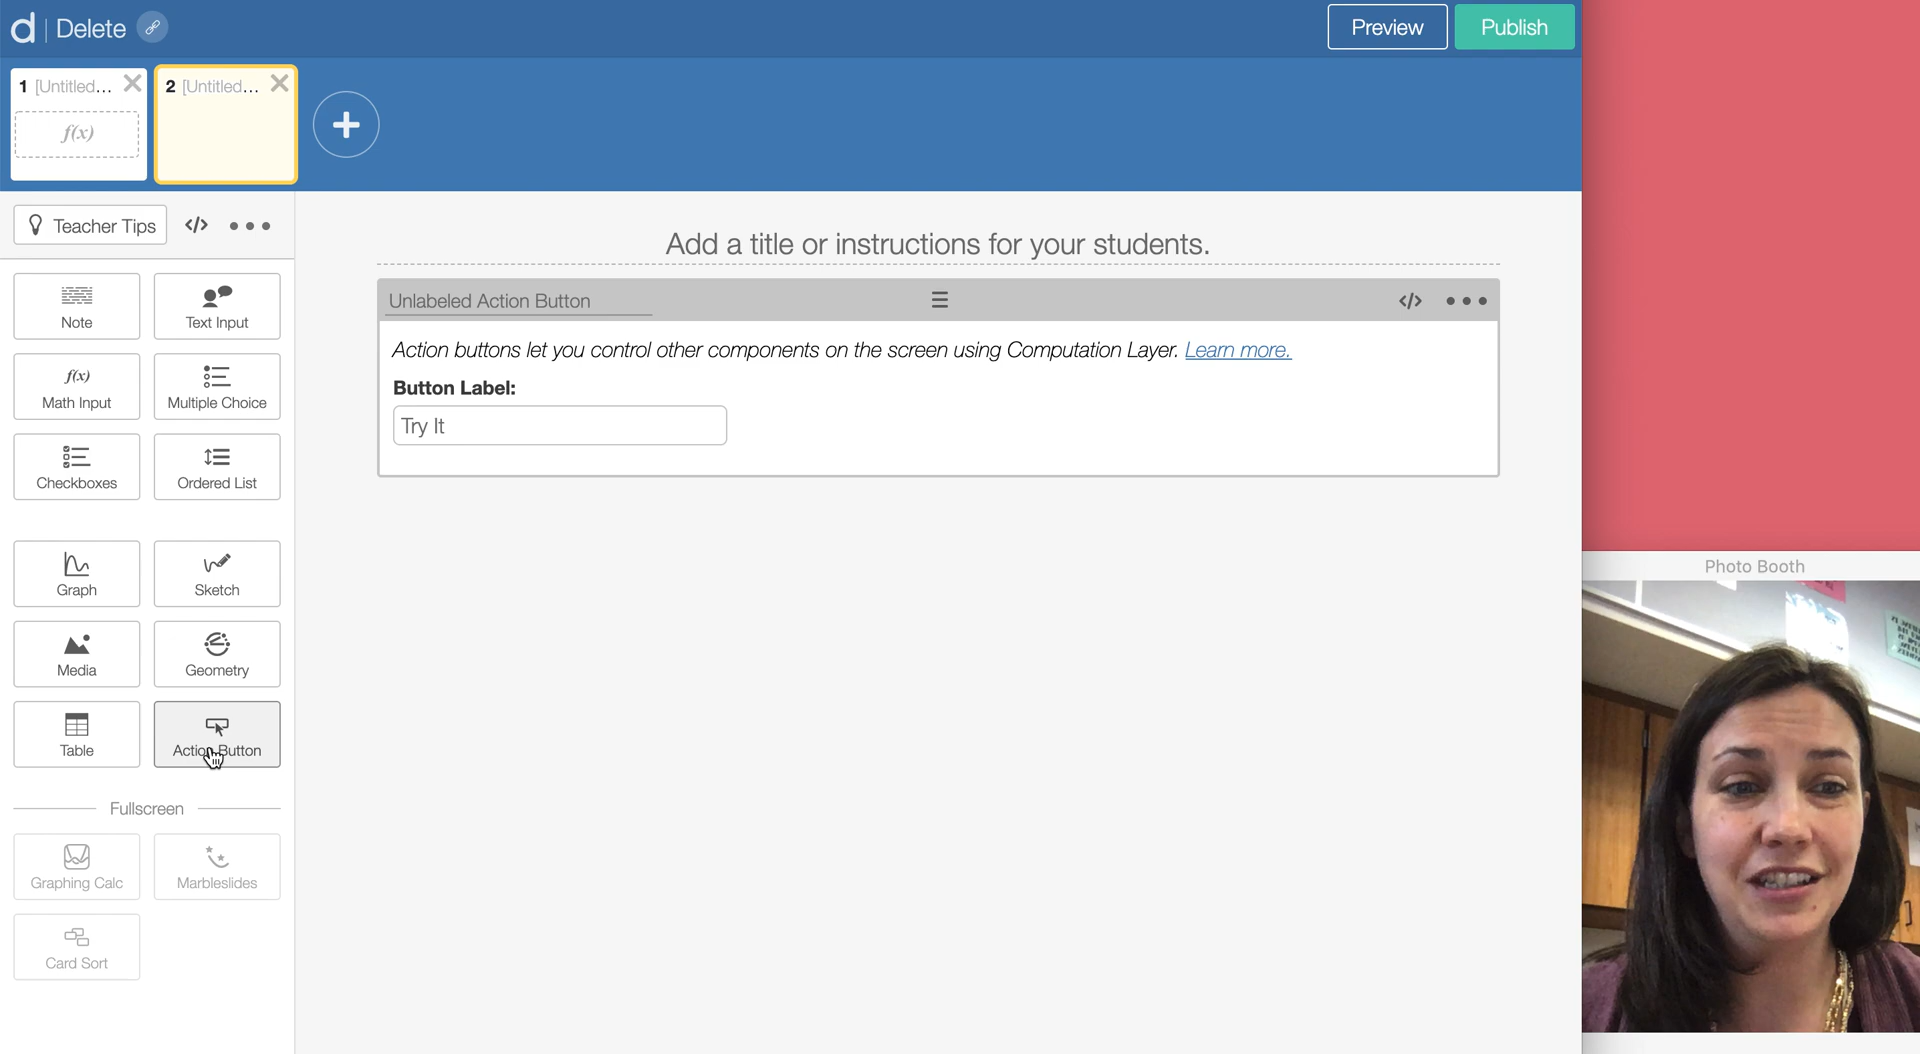 d | Delete
Preview
Publish
1 [Untitled...
f(x)
2 [Untitled...
Teacher Tips </>
Note
Text Input
f(x)
Math Input
Multiple Choice
Checkboxes
Ordered List
Graph
Sketch
Media
Geometry
Table
Action Button
Fullscreen
Graphing Calc
Marbleslides
Card Sort
Add a title or instructions for your students.
Unlabeled Action Button
</>
Action buttons let you control other components on the screen using Computation Layer. Learn more.
Button Label:
Try It
Photo Booth